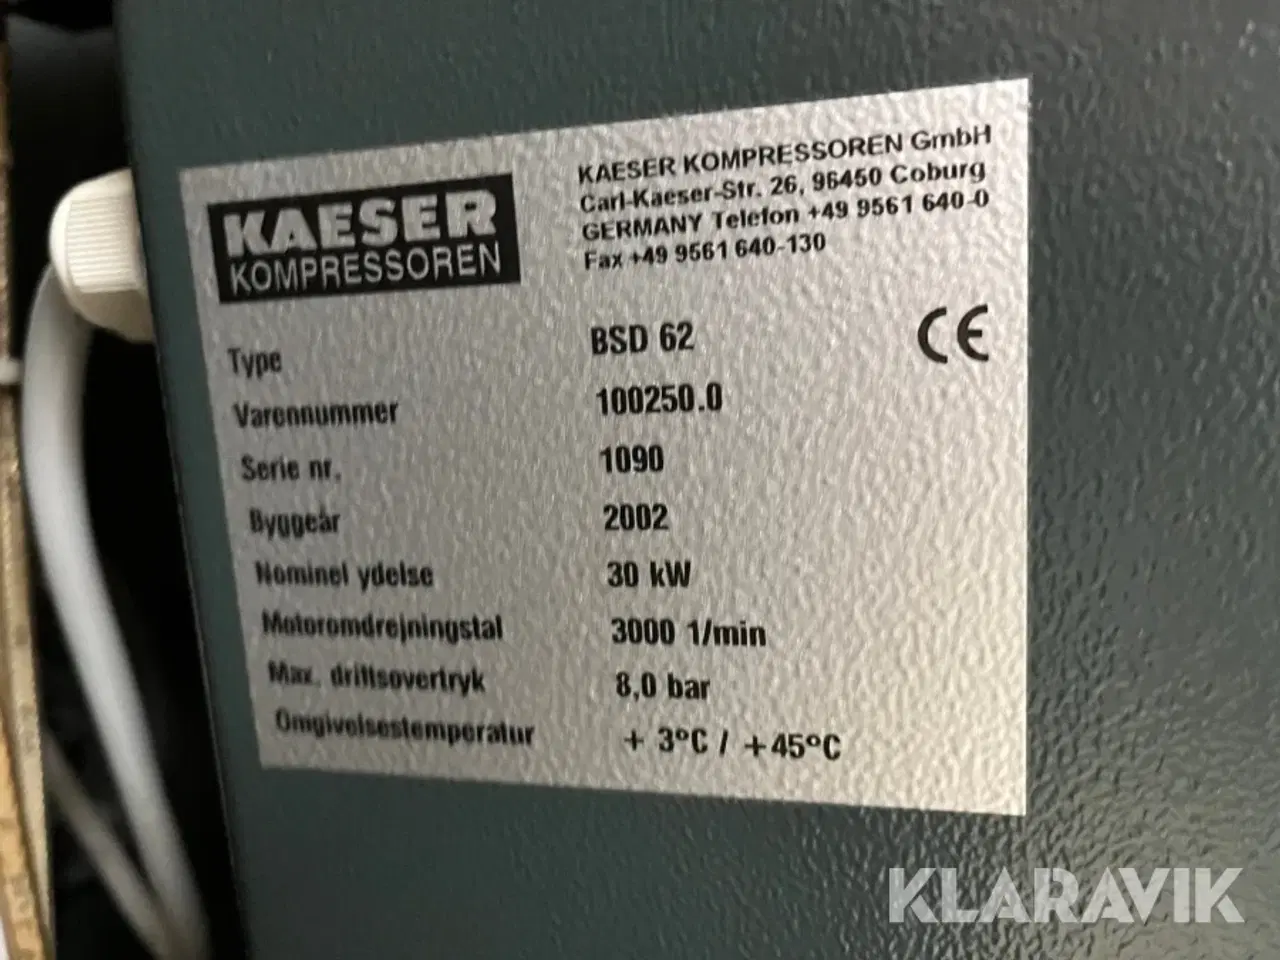 KAESER
KOMPRESSOREN
KAESER KOMPRESSOREN GmbH
Carl-Kaeser-Str. 26, 96450 Coburg
GERMANY Telefon +49 9561 640-0
Fax +49 9561 640-130
CE
Type BSD 62
Varennummer 100250.0
Serie nr. 1090
Byggeår 2002
Nominel ydelse 30 kW
Motoromdrejningstal 3000 1/min
Max. driftsovertryk 8,0 bar
Omgivelsestemperatur + 3°C / +45°C
KLARAVIK